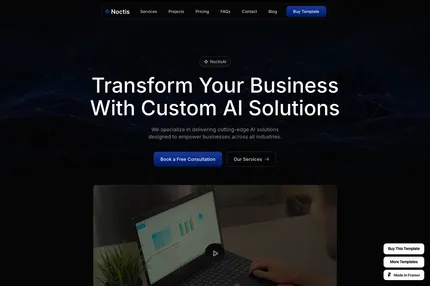 Noctis
Services
Projects
Pricing
FAQs
Contact
Blog
Buy Template
NoctisAI
Transform Your Business
With Custom AI Solutions
We specialize in delivering cutting-edge AI solutions
designed to empower businesses across all industries.
Book a Free Consultation
Our Services →
Buy This Template
More Templates
Made in Framer